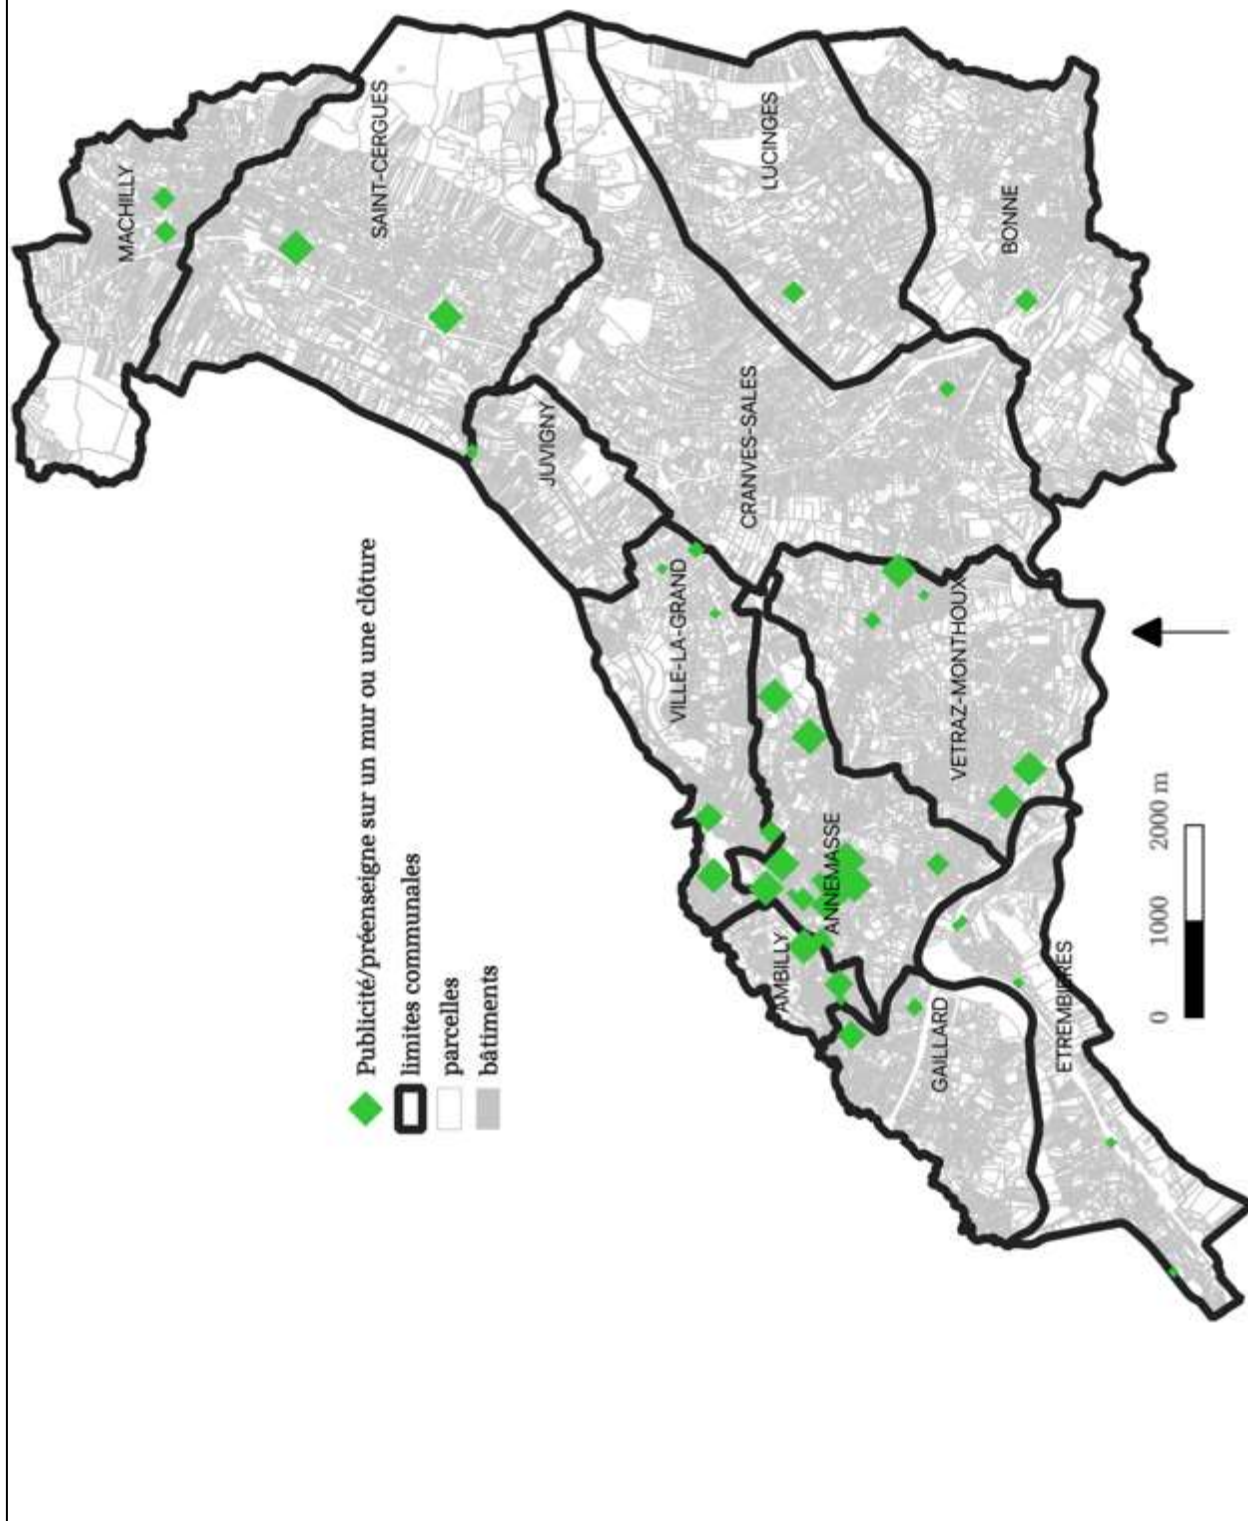 MACHILLY
SAINT-CERGUES
JUVIGNY
LUCINGES
CRANVES-SALES
BONNE
VILLE-LA-GRAND
VETRAZ-MONTHOUX
ANNEMASSE
AMBILLY
GAILLARD
ETREMBIERES
Publicité/préenseigne sur un mur ou une clôture
limites communales
parcelles
bâtiments
0 1000 2000 m